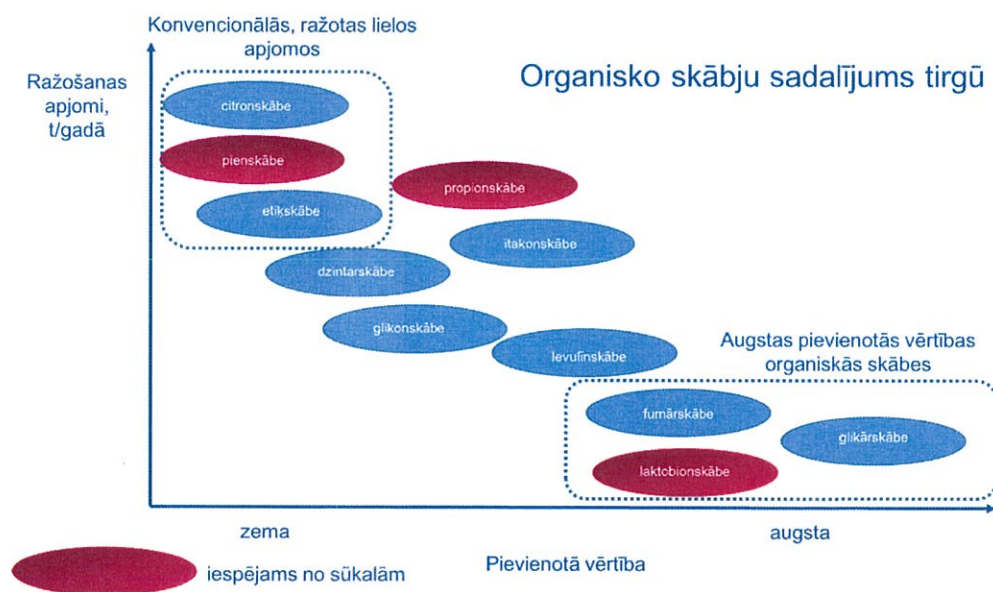 Konvencionālās, ražotas lielos
apjomos
Ražošanas
apjomi,
t/gadā
Organisko skābju sadalījums tirgū
citronskābe
pienskābe
propionskābe
etiķskābe
itakonskābe
dzintarskābe
glikonskābe
levulīnskābe
Augstas pievienotās vērtības
organiskās skābes
fumārskābe
glikārskābe
laktobionskābe
zema
augsta
Pievienotā vērtība
iespējams no sūkalām